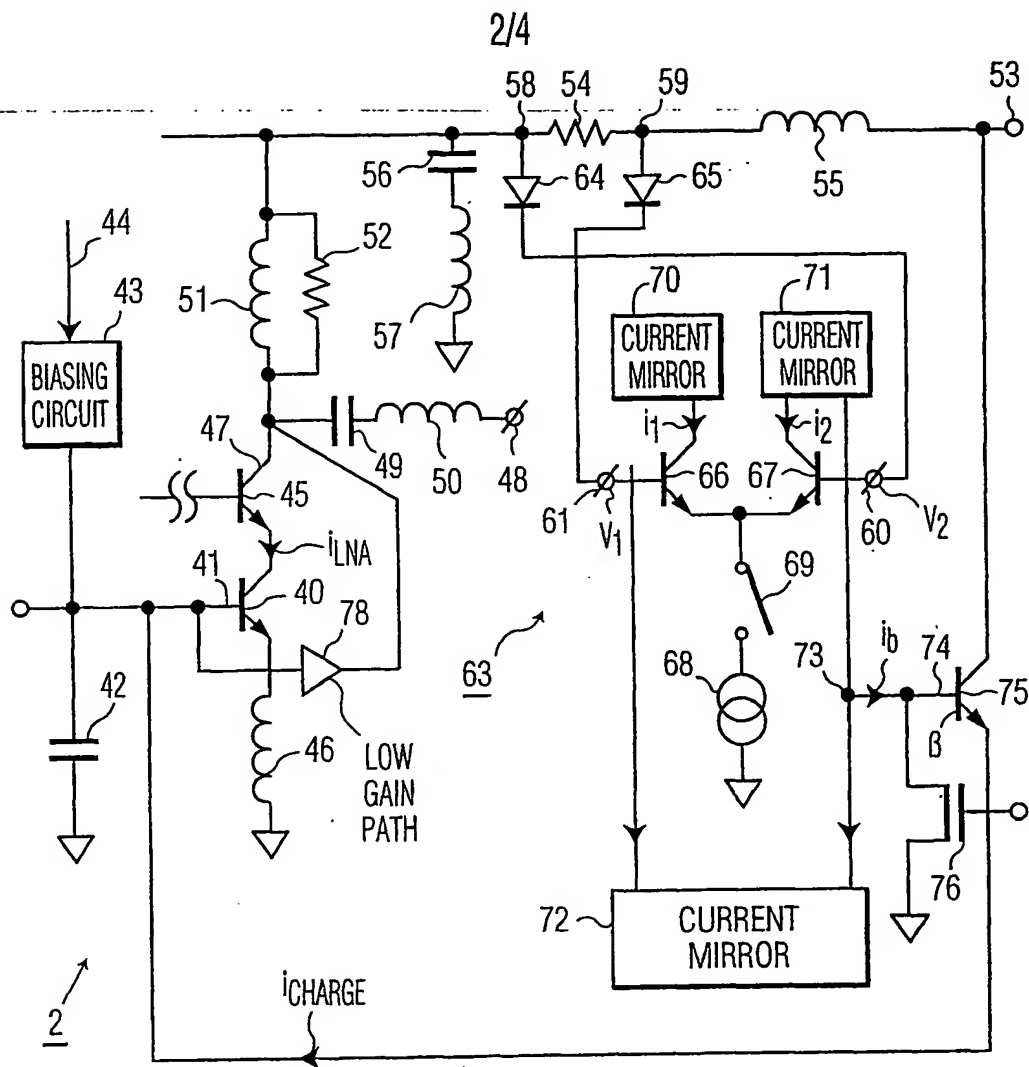 2/4
58
54
59
53
56
64
65
55
44
52
51
57
43
70
71
BIASING
CIRCUIT
CURRENT
MIRROR
CURRENT
MIRROR
47
45
49
50
48
i1
i2
66
67
61
V1
60
V2
iLNA
41
40
78
69
63
68
73
ib
74
75
β
42
46
LOW
GAIN
PATH
76
72
CURRENT
MIRROR
iCHARGE
2